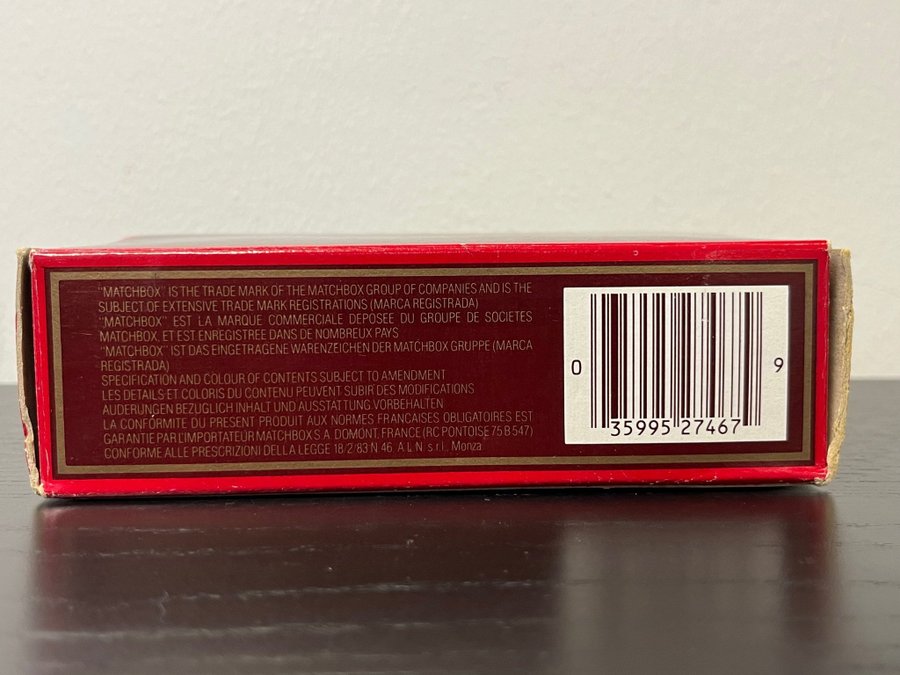 "MATCHBOX" IS THE TRADE MARK OF THE MATCHBOX GROUP OF COMPANIES AND IS THE
SUBJECT OF EXTENSIVE TRADE MARK REGISTRATIONS (MARCA REGISTRADA)
"MATCHBOX" EST LA MARQUE COMMERCIALE DEPOSEE DU GROUPE DE SOCIETES
MATCHBOX, ET EST ENREGISTREE DANS DE NOMBREUX PAYS
"MATCHBOX" IST DAS EINGETRAGENE WARENZEICHEN DER MATCHBOX GRUPPE (MARCA
REGISTRADA)
SPECIFICATION AND COLOUR OF CONTENTS SUBJECT TO AMENDMENT
LES DETAILS ET COLORIS DU CONTENU PEUVENT SUBIR DES MODIFICATIONS
AUDERUNGEN BEZUGLICH INHALT UND AUSSTATTUNG VORBEHALTEN
LA CONFORMITE DU PRESENT PRODUIT AUX NORMES FRANCAISES OBLIGATOIRES EST
GARANTIE PAR L'IMPORTATEUR MATCHBOX S.A. DOMONT, FRANCE (RC PONTOISE 75 B 547)
CONFORME ALLE PRESCRIZIONI DELLA LEGGE 18/2/83 N 46 A L N s.r.l. Monza.
0 35995 27467 9